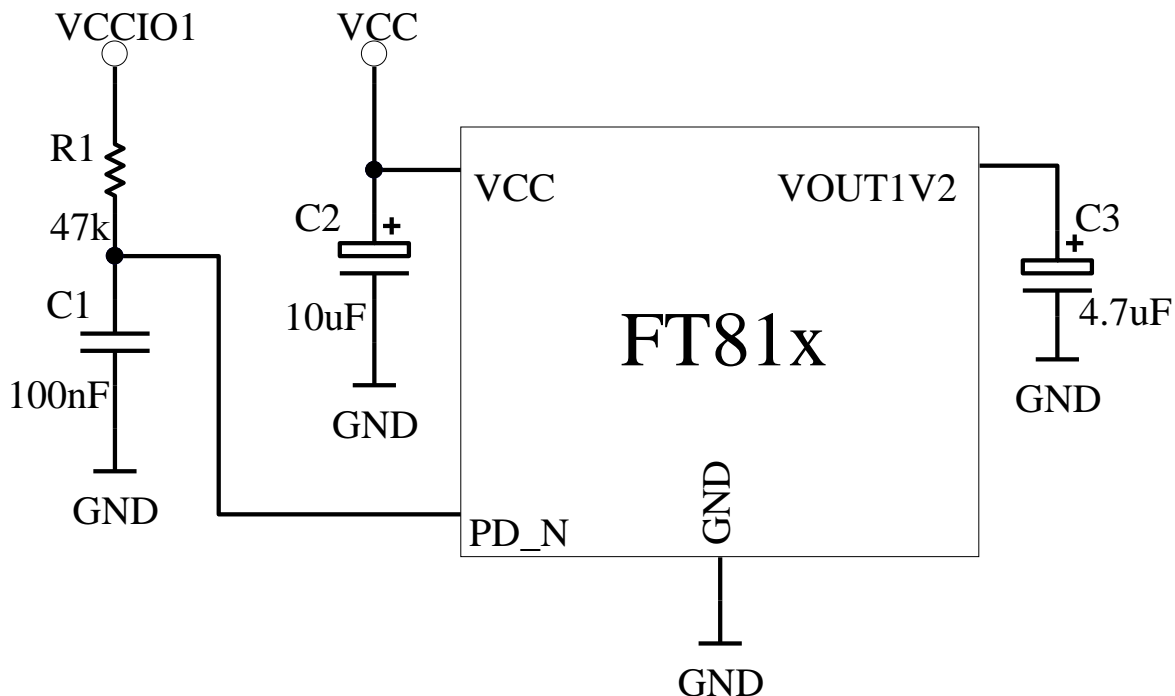 VCCIO1
VCC
R1
47k
C1
100nF
GND
C2
+
10uF
GND
VCC
VOUT1V2
FT81x
PD_N
GND
GND
C3
+
4.7uF
GND